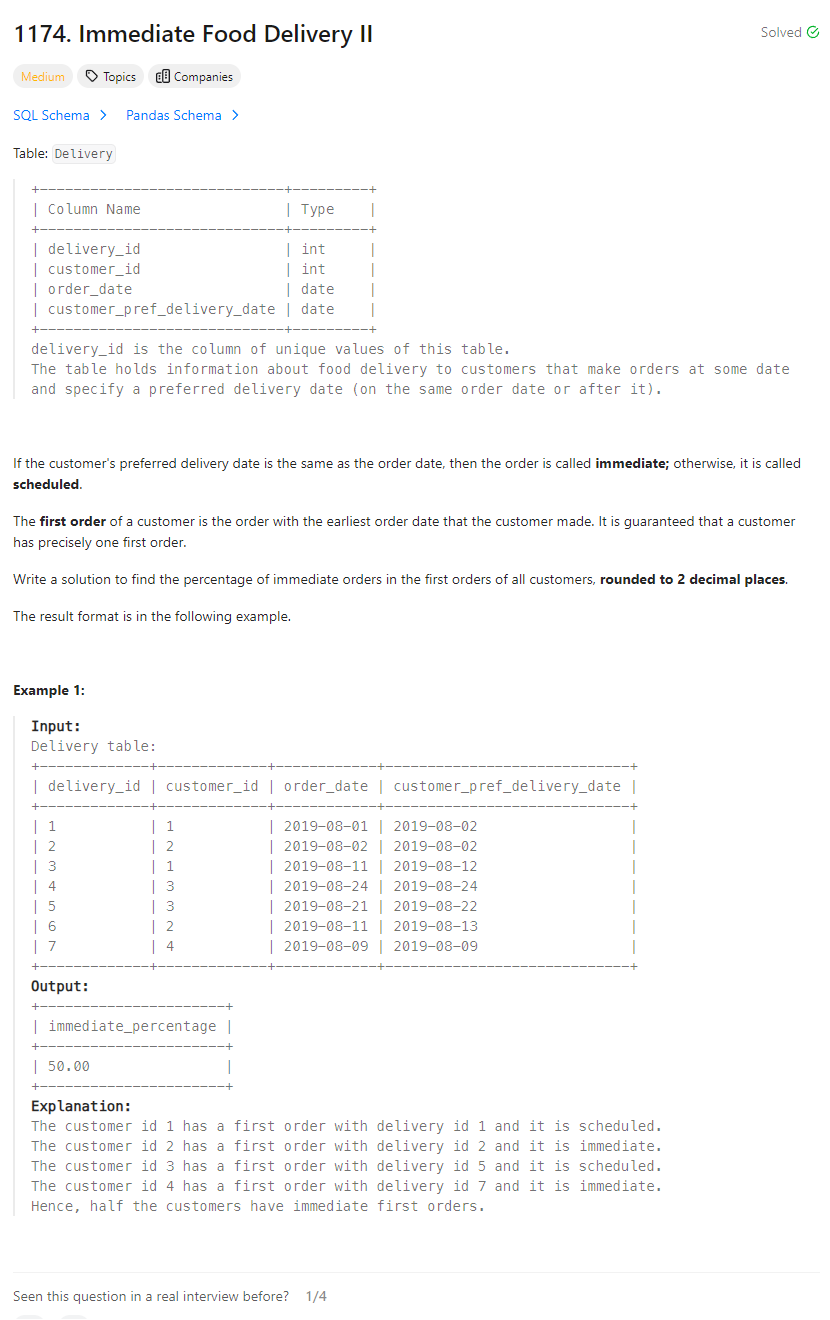 1174. Immediate Food Delivery II
Solved
Medium
Topics
Companies
SQL Schema >
Pandas Schema >
Table: Delivery
+-----------------------------+---------+
| Column Name                 | Type    |
+-----------------------------+---------+
| delivery_id                 | int     |
| customer_id                 | int     |
| order_date                  | date    |
| customer_pref_delivery_date | date    |
+-----------------------------+---------+
delivery_id is the column of unique values of this table.
The table holds information about food delivery to customers that make orders at some date
and specify a preferred delivery date (on the same order date or after it).
If the customer's preferred delivery date is the same as the order date, then the order is called immediate; otherwise, it is called
scheduled.
The first order of a customer is the order with the earliest order date that the customer made. It is guaranteed that a customer
has precisely one first order.
Write a solution to find the percentage of immediate orders in the first orders of all customers, rounded to 2 decimal places.
The result format is in the following example.
Example 1:
Input:
Delivery table:
+-------------+-------------+------------+-----------------------------+
| delivery_id | customer_id | order_date | customer_pref_delivery_date |
+-------------+-------------+------------+-----------------------------+
| 1           | 1           | 2019-08-01 | 2019-08-02                  |
| 2           | 2           | 2019-08-02 | 2019-08-02                  |
| 3           | 1           | 2019-08-11 | 2019-08-12                  |
| 4           | 3           | 2019-08-24 | 2019-08-24                  |
| 5           | 3           | 2019-08-21 | 2019-08-22                  |
| 6           | 2           | 2019-08-11 | 2019-08-13                  |
| 7           | 4           | 2019-08-09 | 2019-08-09                  |
+-------------+-------------+------------+-----------------------------+
Output:
+----------------------+
| immediate_percentage |
+----------------------+
| 50.00                |
+----------------------+
Explanation:
The customer id 1 has a first order with delivery id 1 and it is scheduled.
The customer id 2 has a first order with delivery id 2 and it is immediate.
The customer id 3 has a first order with delivery id 5 and it is scheduled.
The customer id 4 has a first order with delivery id 7 and it is immediate.
Hence, half the customers have immediate first orders.
Seen this question in a real interview before? 1/4